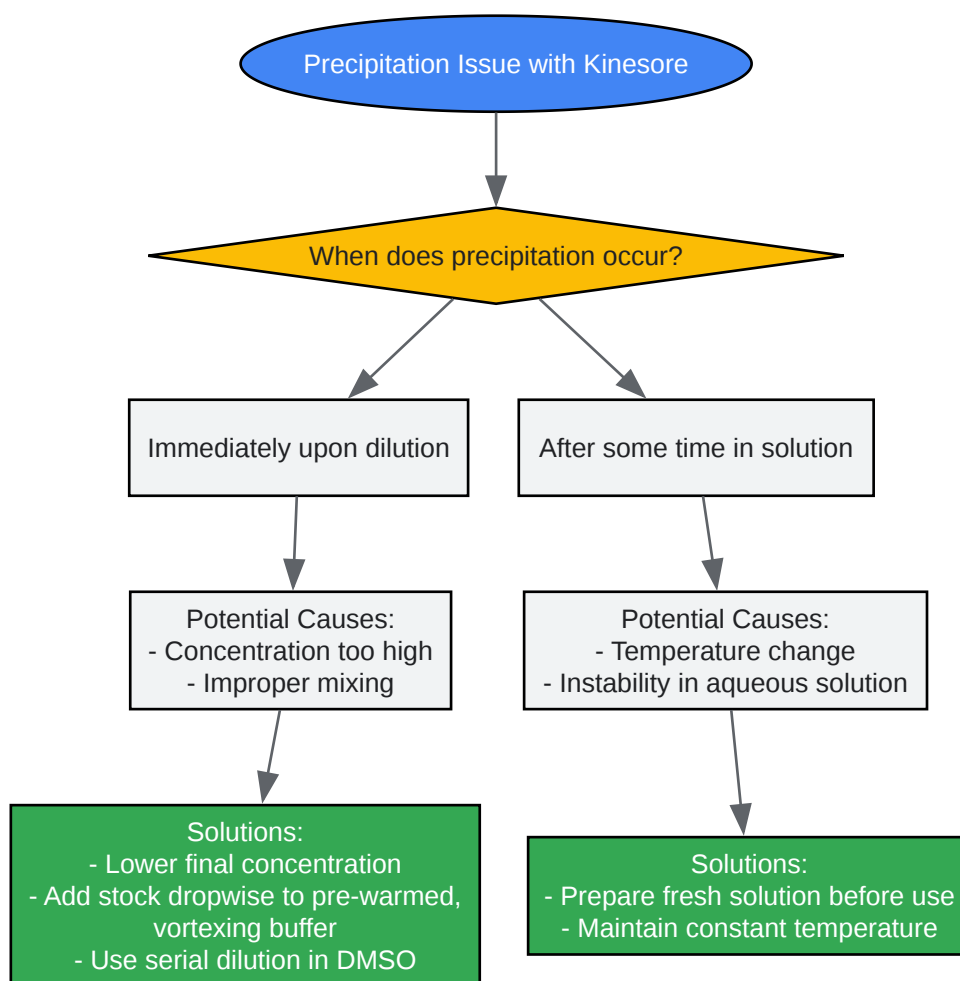 Precipitation Issue with Kinesore
When does precipitation occur?
Immediately upon dilution
After some time in solution
Potential Causes:
- Concentration too high
- Improper mixing
Potential Causes:
- Temperature change
- Instability in aqueous solution
Solutions:
- Lower final concentration
- Add stock dropwise to pre-warmed,
vortexing buffer
- Use serial dilution in DMSO
Solutions:
- Prepare fresh solution before use
- Maintain constant temperature